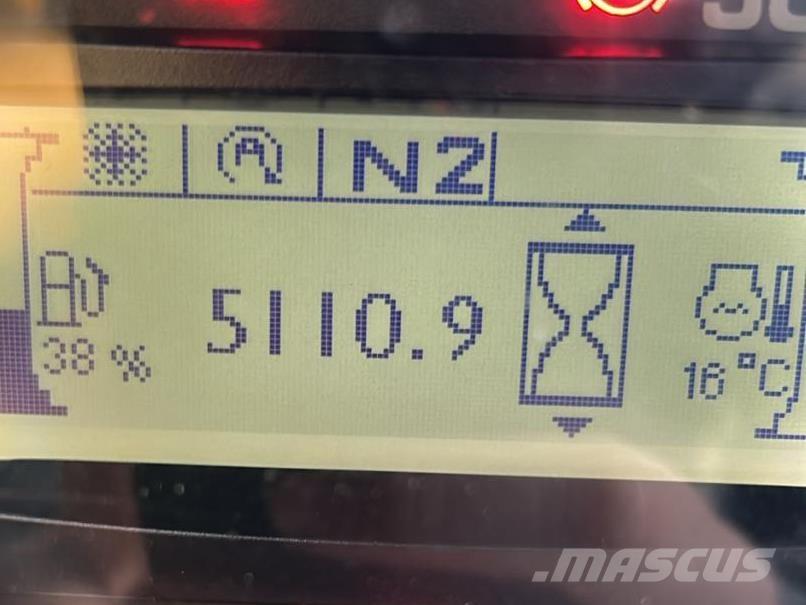 N2
5110.9
38 %
16 °C
.MASCUS